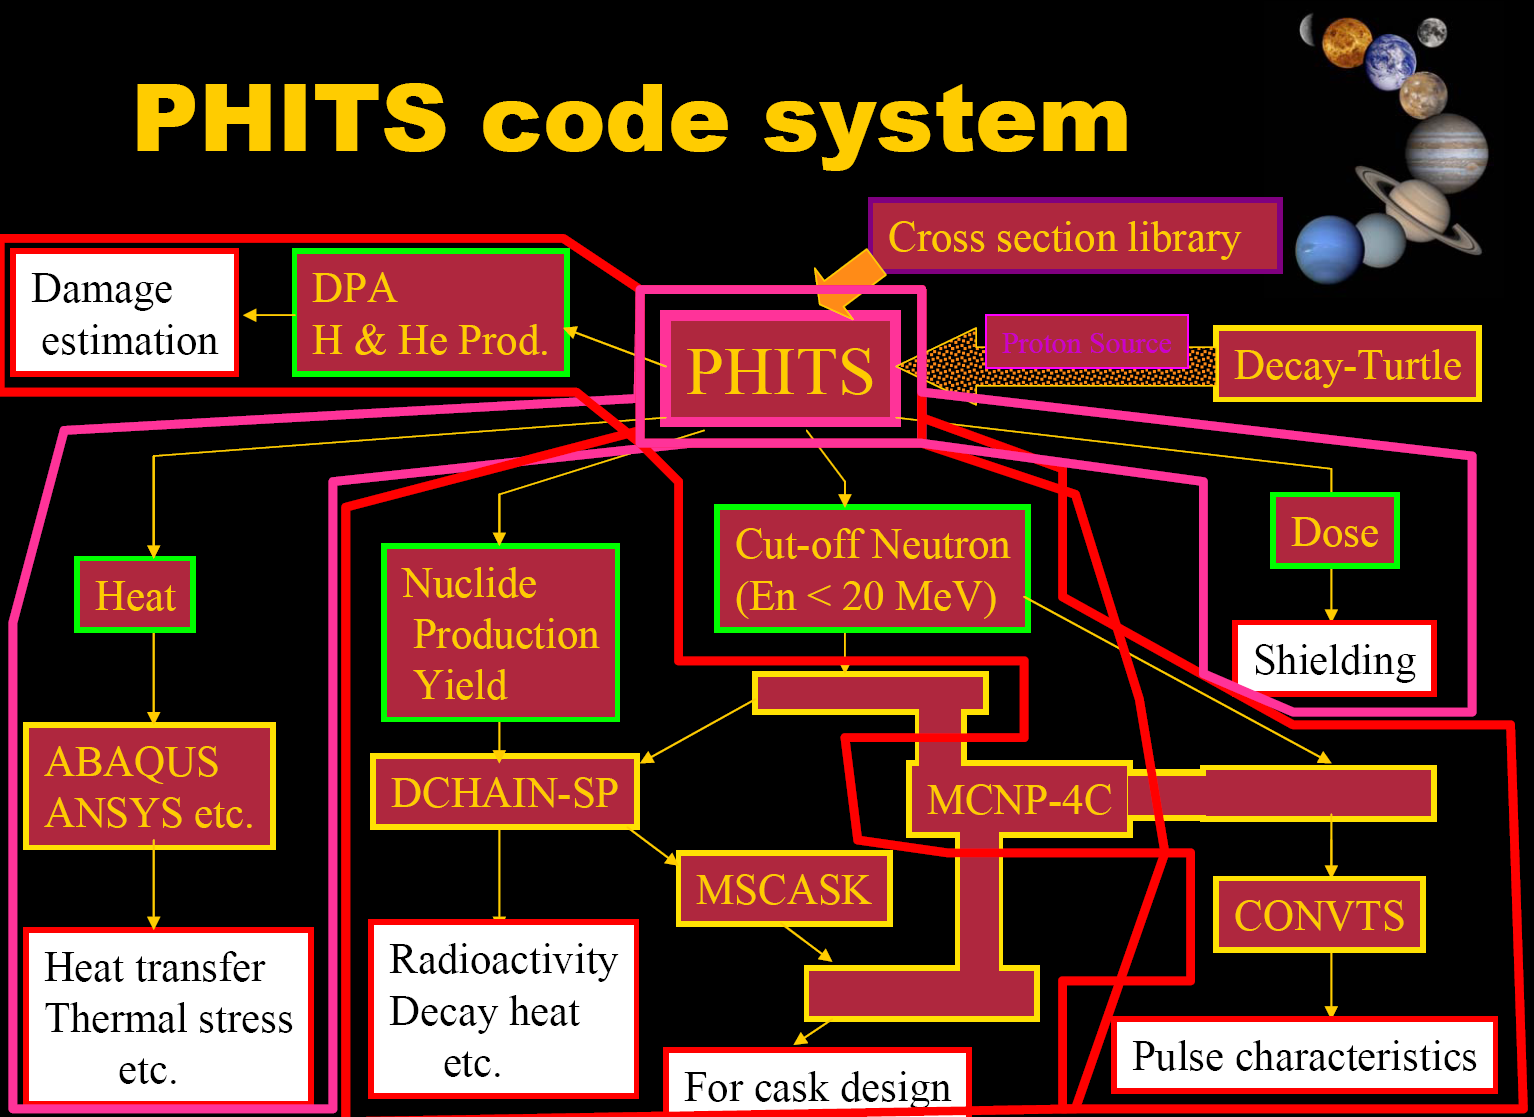 PHITS code system
Cross section library
Damage
estimation
DPA
H & He Prod.
PHITS
Proton Source
Decay-Turtle
Heat
Nuclide
Production
Yield
Cut-off Neutron
(En < 20 MeV)
Dose
Shielding
ABAQUS
ANSYS etc.
DCHAIN-SP
MCNP-4C
MSCASK
CONVTS
Heat transfer
Thermal stress
etc.
Radioactivity
Decay heat
etc.
For cask design
Pulse characteristics